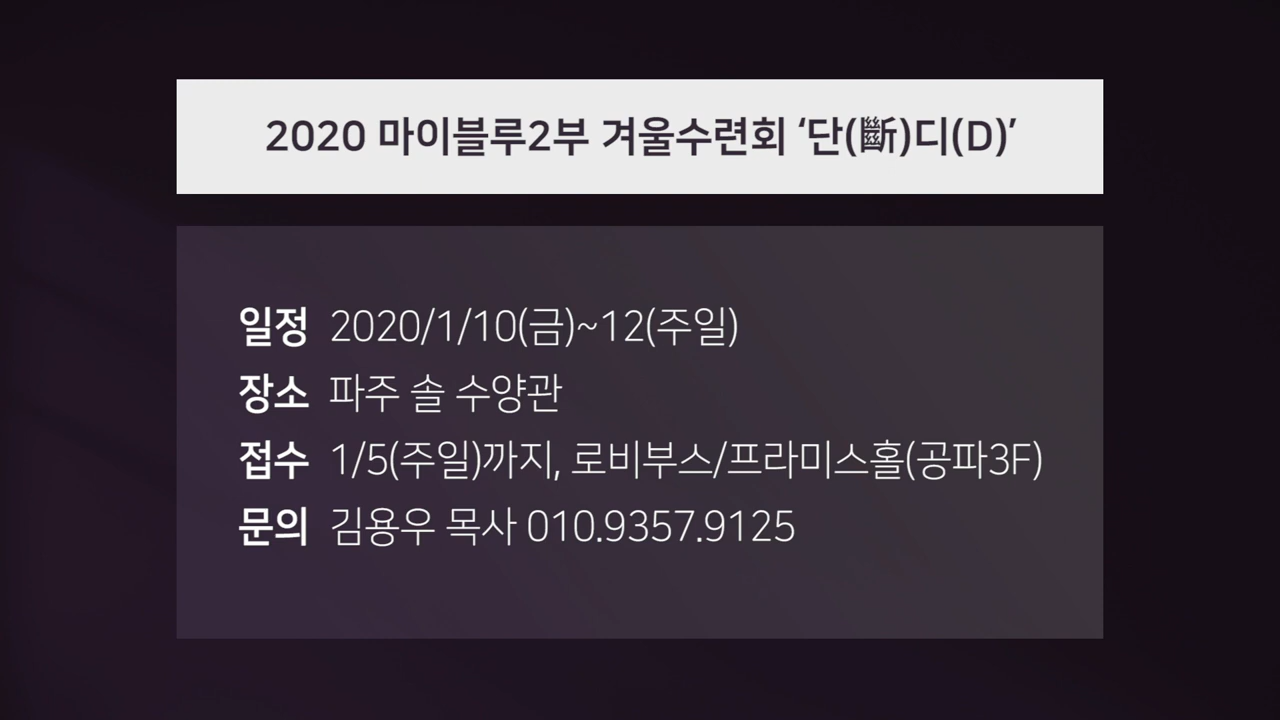 2020 마이블루2부 겨울수련회 ‘단(斷)디(D)’
일정 2020/1/10(금)~12(주일)
장소 파주 솔 수양관
접수 1/5(주일)까지, 로비부스/프라미스홀(공파3F)
문의 김용우 목사 010.9357.9125